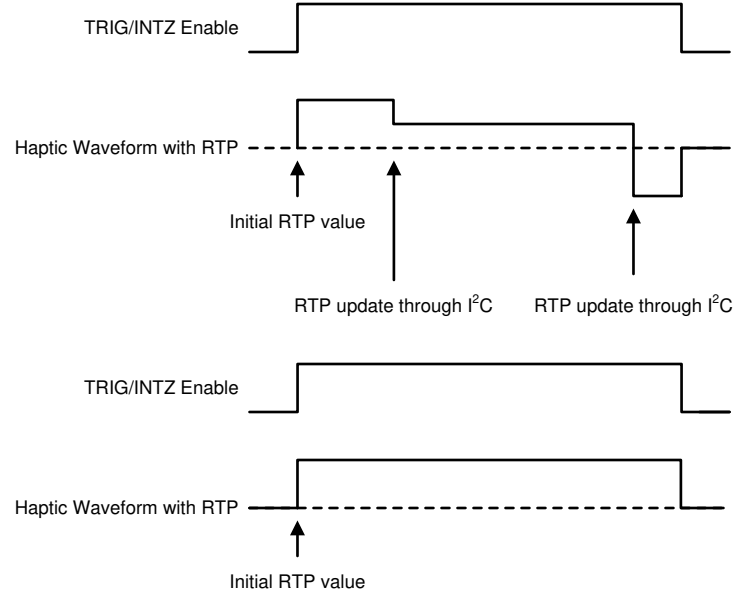 TRIG/INTZ Enable
Haptic Waveform with RTP
Initial RTP value
RTP update through I²C RTP update through I²C
TRIG/INTZ Enable
Haptic Waveform with RTP
Initial RTP value